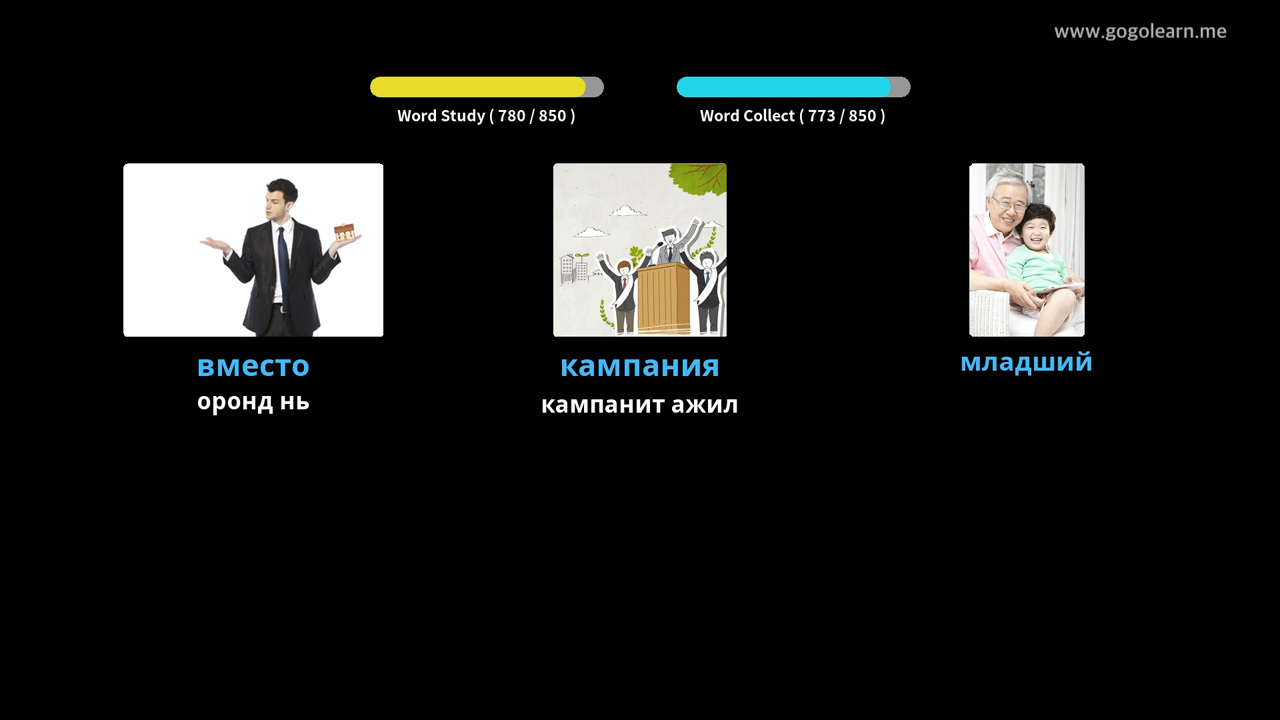 www.gogolearn.me
Word Study ( 780 / 850 )
Word Collect ( 773 / 850 )
вместо
оронд нь
кампания
кампанит ажил
младший